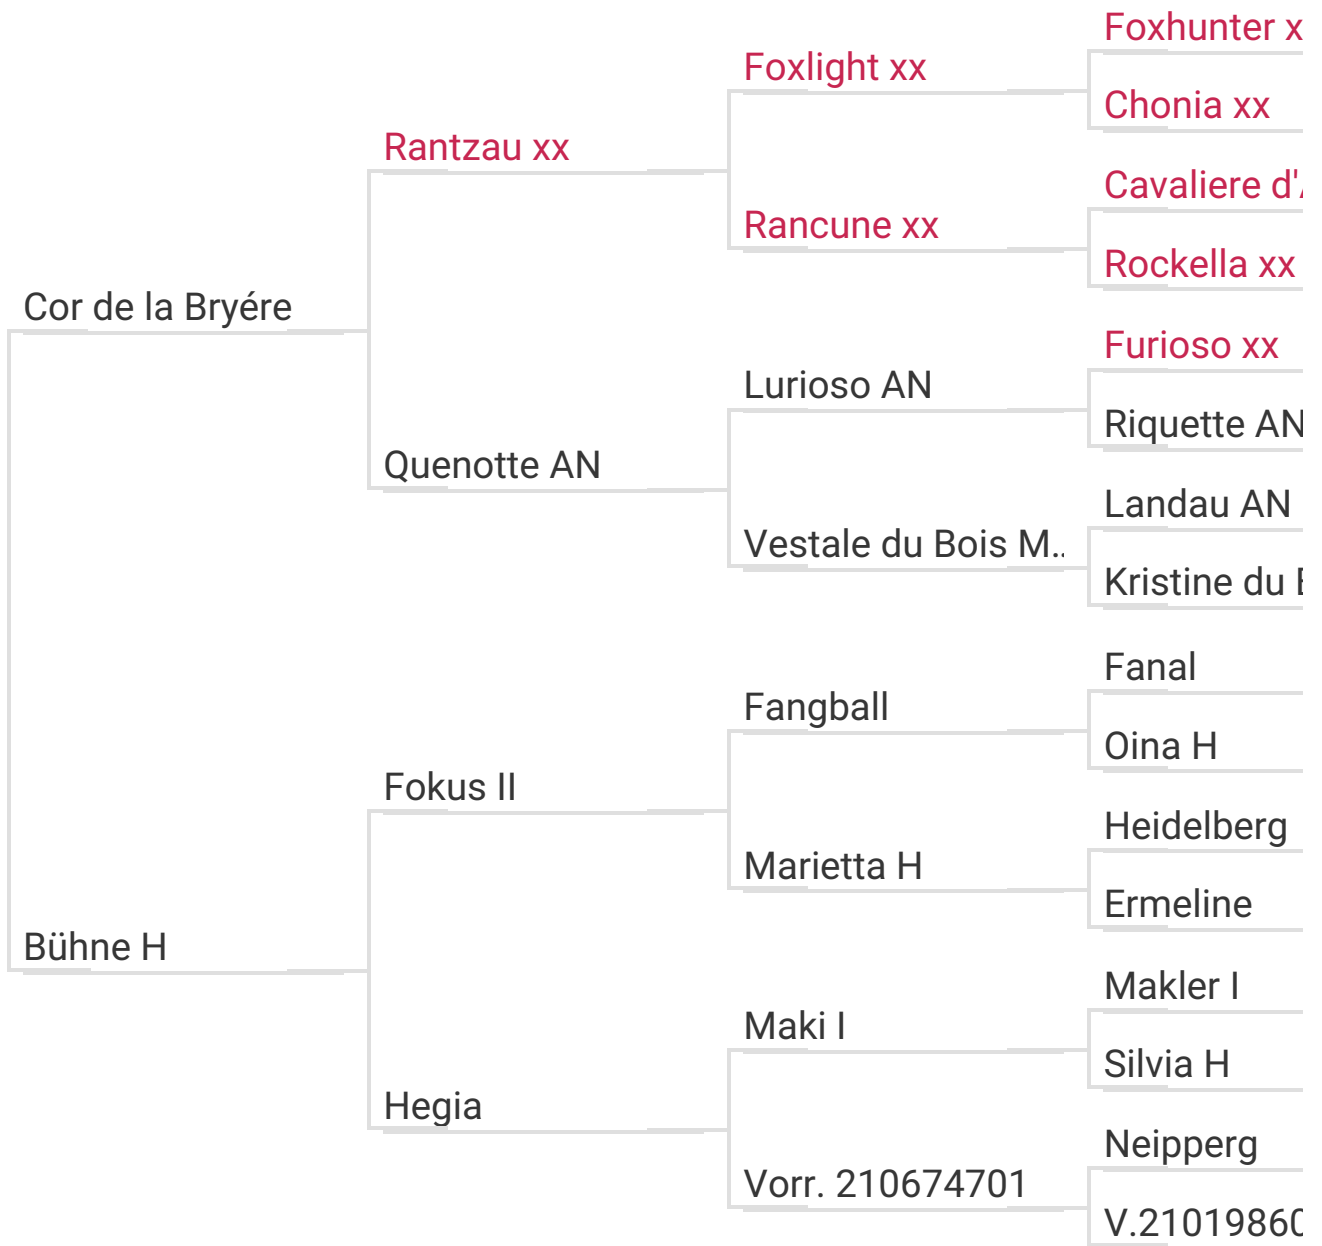 Foxhunter x
Foxlight xx
Chonia xx
Rantzau xx
Cavaliere d'
Rancune xx
Rockella xx
Cor de la Bryére
Furioso xx
Lurioso AN
Riquette AN
Quenotte AN
Landau AN
Vestale du Bois M..
Kristine du
Fanal
Fangball
Oina H
Fokus II
Heidelberg
Marietta H
Ermeline
Bühne H
Makler I
Maki I
Silvia H
Hegia
Neipperg
Vorr. 210674701
V.21019860